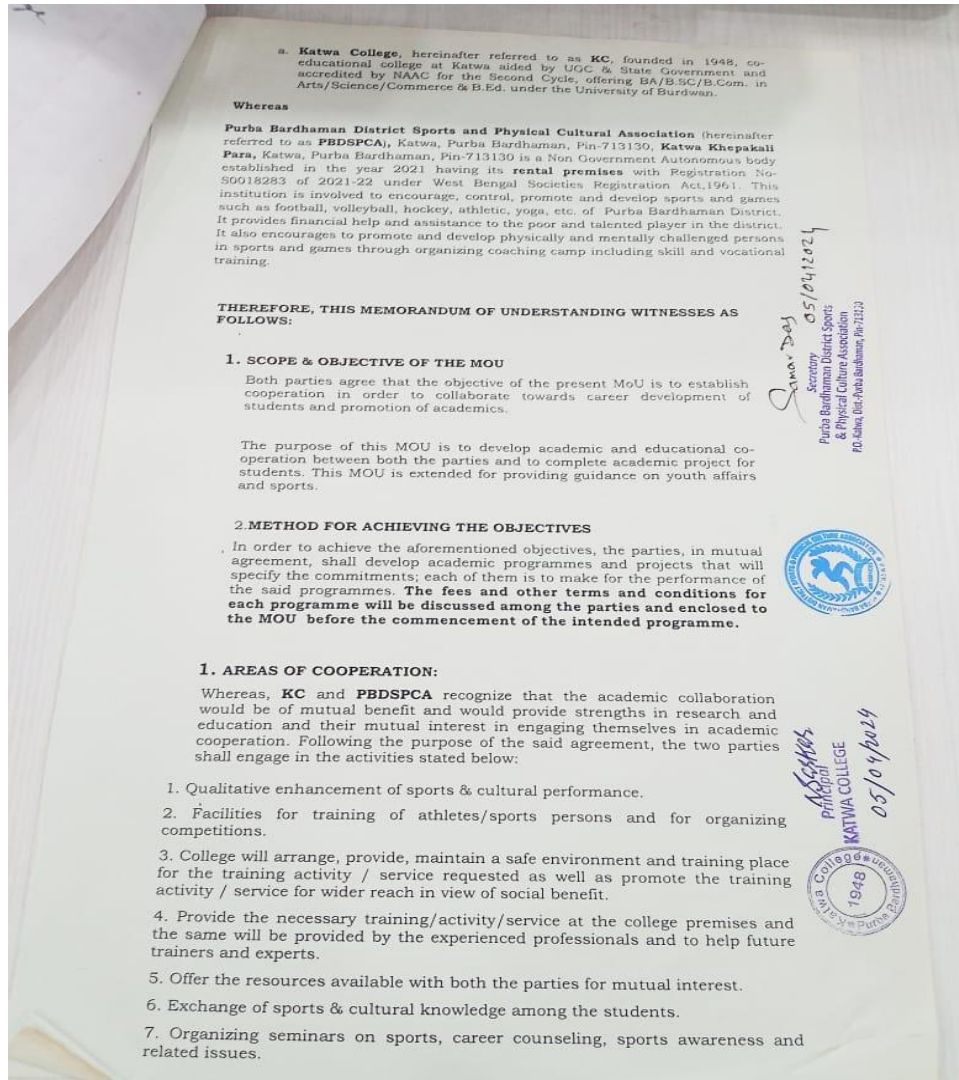 a. Katwa College, hereinafter referred to as KC, founded in 1948, co-
educational college at Katwa aided by UGC & State Government and
accredited by NAAC for the Second Cycle, offering BA/B.SC/B.Com. in
Arts/Science/Commerce & B.Ed. under the University of Burdwan.
Whereas
Purba Bardhaman District Sports and Physical Cultural Association (hereinafter
referred to as PBDSPCA), Katwa, Purba Bardhaman, Pin-713130, Katwa Khepakali
Para, Katwa, Purba Bardhaman, Pin-713130 is a Non Government Autonomous body
established in the year 2021 having its rental premises with Registration No-
S0018283 of 2021-22 under West Bengal Societies Registration Act,1961. This
institution is involved to encourage, control, promote and develop sports and games
such as football, volleyball, hockey, athletic, yoga, etc. of Purba Bardhaman District.
It provides financial help and assistance to the poor and talented player in the district.
It also encourages to promote and develop physically and mentally challenged persons
in sports and games through organizing coaching camp including skill and vocational
training.
THEREFORE, THIS MEMORANDUM OF UNDERSTANDING WITNESSES AS
FOLLOWS:
1. SCOPE & OBJECTIVE OF THE MOU
Both parties agree that the objective of the present MoU is to establish
cooperation in order to collaborate towards career development of
students and promotion of academics.
The purpose of this MOU is to develop academic and educational co-
operation between both the parties and to complete academic project for
students. This MOU is extended for providing guidance on youth affairs
and sports.
2.METHOD FOR ACHIEVING THE OBJECTIVES
In order to achieve the aforementioned objectives, the parties, in mutual
agreement, shall develop academic programmes and projects that will
specify the commitments; each of them is to make for the performance of
the said programmes. The fees and other terms and conditions for
each programme will be discussed among the parties and enclosed to
the MOU before the commencement of the intended programme.
1. AREAS OF COOPERATION:
Whereas, KC and PBDSPCA recognize that the academic collaboration
would be of mutual benefit and would provide strengths in research and
education and their mutual interest in engaging themselves in academic
cooperation. Following the purpose of the said agreement, the two parties
shall engage in the activities stated below:
1. Qualitative enhancement of sports & cultural performance.
2. Facilities for training of athletes/sports persons and for organizing
competitions.
3. College will arrange, provide, maintain a safe environment and training place
for the training activity / service requested as well as promote the training
activity / service for wider reach in view of social benefit.
4. Provide the necessary training/activity/service at the college premises and
the same will be provided by the experienced professionals and to help future
trainers and experts.
5. Offer the resources available with both the parties for mutual interest.
6. Exchange of sports & cultural knowledge among the students.
7. Organizing seminars on sports, career counseling, sports awareness and
related issues.
Samar Das 05/04/2024
Secretary
Purba Bardhaman District Sports
& Physical Culture Association
P.O.-Katwa, Dist.-Purba Bardhaman, Pin-713130
Principal
KATWA COLLEGE
05/04/2024
Katwa College
1948
Purba Bardhaman